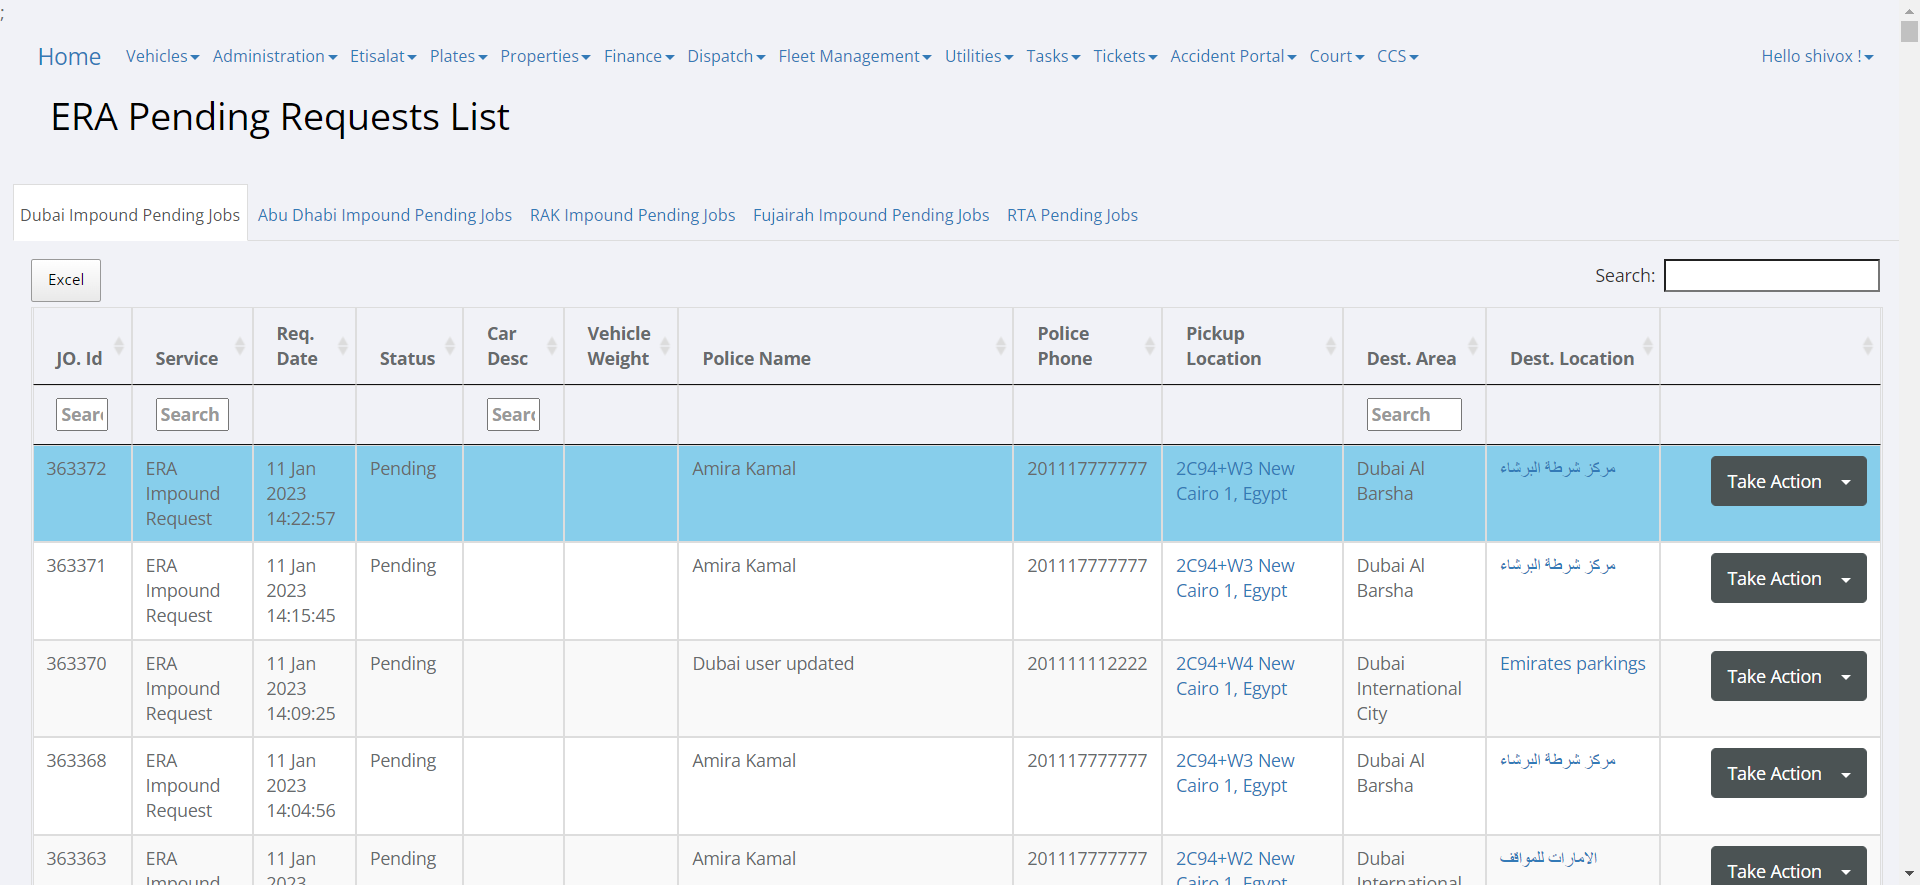 ;
Home Vehicles Administration Etisalat Plates Properties Finance Dispatch Fleet Management Utilities Tasks Tickets Accident Portal Court CCS Hello shivox !
ERA Pending Requests List
Dubai Impound Pending Jobs Abu Dhabi Impound Pending Jobs RAK Impound Pending Jobs Fujairah Impound Pending Jobs RTA Pending Jobs
Excel Search:
JO. Id Service Req. Date Status Car Desc Vehicle Weight Police Name Police Phone Pickup Location Dest. Area Dest. Location
Sear Search Sear Search
363372 ERA Impound Request 11 Jan 2023 14:22:57 Pending Amira Kamal 201117777777 2C94+W3 New Cairo 1, Egypt Dubai Al Barsha مركز شرطة البرشاء Take Action
363371 ERA Impound Request 11 Jan 2023 14:15:45 Pending Amira Kamal 201117777777 2C94+W3 New Cairo 1, Egypt Dubai Al Barsha مركز شرطة البرشاء Take Action
363370 ERA Impound Request 11 Jan 2023 14:09:25 Pending Dubai user updated 201111112222 2C94+W4 New Cairo 1, Egypt Dubai International City Emirates parkings Take Action
363368 ERA Impound Request 11 Jan 2023 14:04:56 Pending Amira Kamal 201117777777 2C94+W3 New Cairo 1, Egypt Dubai Al Barsha مركز شرطة البرشاء Take Action
363363 ERA Impound 11 Jan 2023 Pending Amira Kamal 201117777777 2C94+W2 New Cairo 1, Egypt Dubai International الامارات للمواقف Take Action